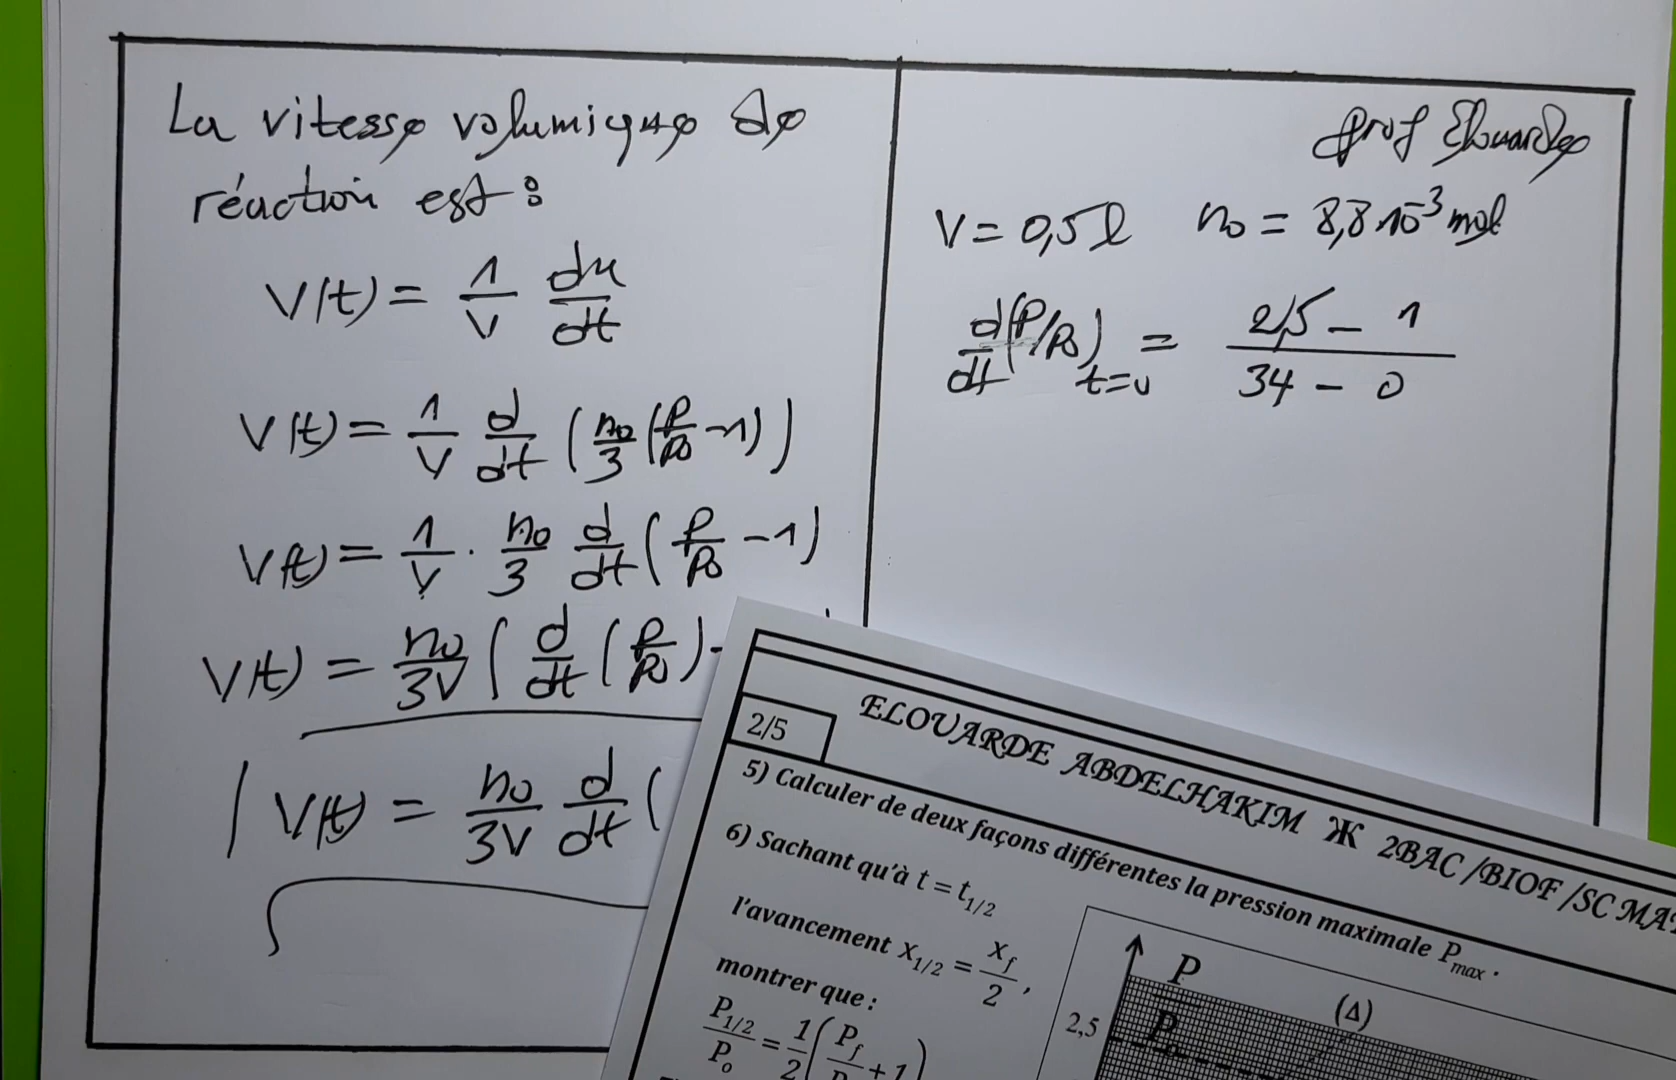 La vitesse volumique de
réaction est :
V(t) = 1/V dx/dt
V(t) = 1/V d/dt (n₀/3 (P/P₀ - 1))
V(t) = 1/V · n₀/3 d/dt (P/P₀ - 1)
V(t) = n₀/3V ( d/dt (P/P₀) -
V(t) = n₀/3V d/dt (
prof Elouarde
V = 0,5 l n₀ = 8,8 10⁻³ mol
d/dt (P/P₀) t=0 = 2,5 - 1 / 34 - 0
2/5
ELOUARDE ABDELHAKIM Ж 2BAC /BIOF /SC MAT
5) Calculer de deux façons différentes la pression maximale Pmax .
6) Sachant qu'à t = t1/2
l'avancement x1/2 = xf/2 ,
montrer que :
P1/2/Po = 1/2 (Pf/P + 1)
P/Po
(Δ)
2,5